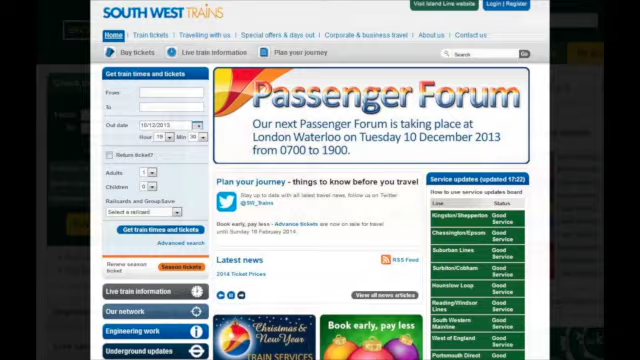 Visit Island Line website
Login | Register
SOUTH WEST TRAINS
Home | Train tickets | Travelling with us | Special offers & days out | Corporate & business travel | About us | Contact us
Buy tickets
Live train information
Plan your journey
Search
Go
Get train times and tickets
From
To
Out date 10/12/2013
Hour 19 Min 30
Return ticket?
Adults 1
Children 0
Railcards and GroupSave
Select a railcard
Get train times and tickets
Advanced search
Renew season ticket
Season tickets
Live train information
Our network
Engineering work
Underground updates
Passenger Forum
Our next Passenger Forum is taking place at
London Waterloo on Tuesday 10 December 2013
from 0700 to 1900.
Plan your journey - things to know before you travel
Stay up to date with all latest travel news, follow us on Twitter
@SW_Trains
Book early, pay less - Advance tickets are now on sale for travel
until Sunday 16 February 2014.
Latest news
RSS Feed
2014 Ticket Prices
View all news articles
Christmas &
New Year
TRAIN SERVICES
Book early, pay less
Service updates (updated 17:22)
How to use service updates board
Line Status
Kingston/Shepperton Good Service
Chessington/Epsom Good Service
Suburban Lines Good Service
Surbiton/Cobham Good Service
Hounslow Loop Good Service
Reading/Windsor Lines Good Service
South Western Mainline Good Service
West of England Good Service
Portsmouth Direct Good